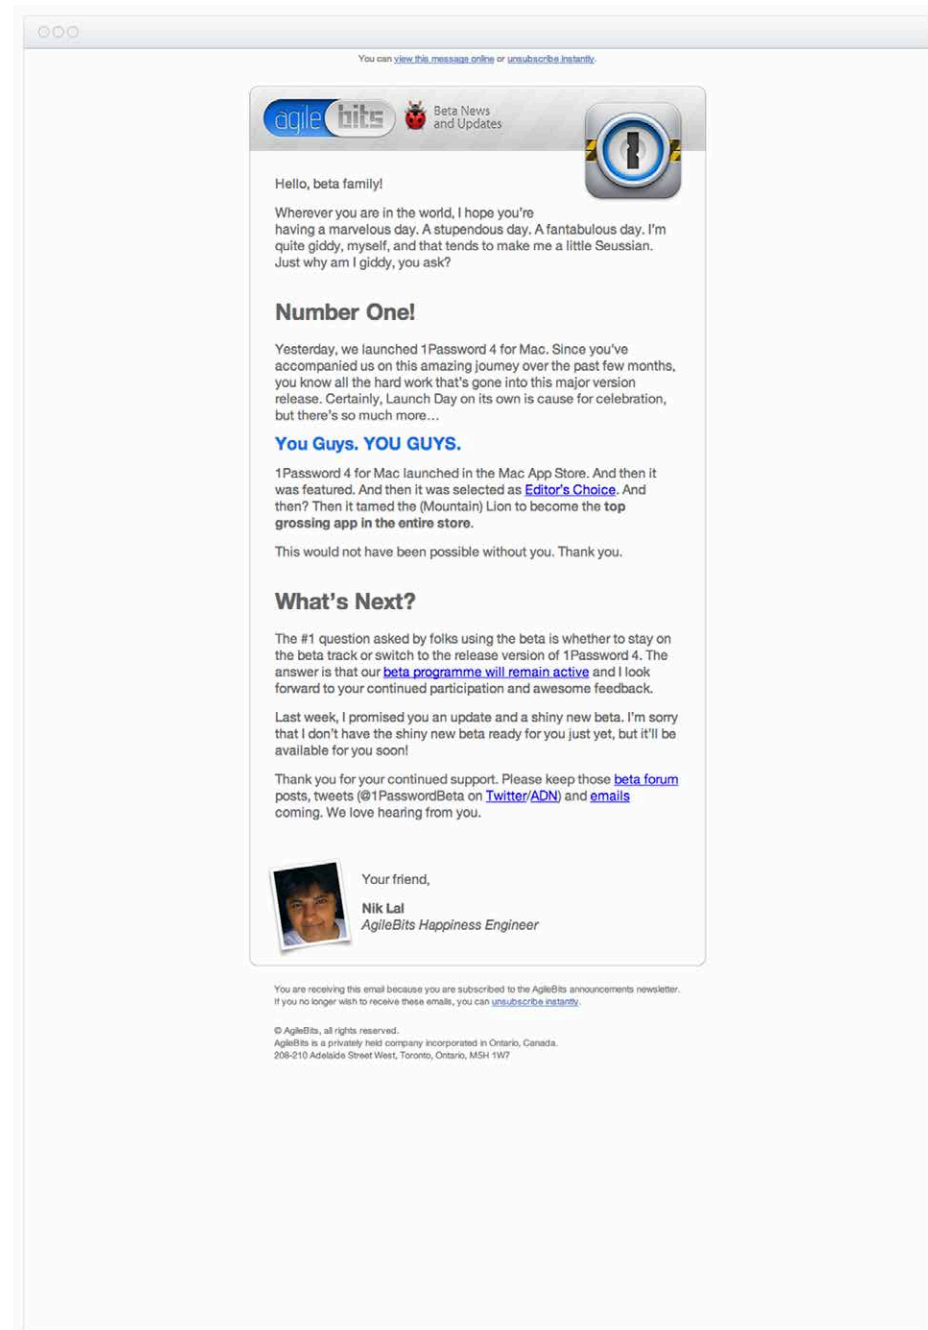 You can view this message online or unsubscribe instantly.
agile bits
Beta News
and Updates
Hello, beta family!
Wherever you are in the world, I hope you're
having a marvelous day. A stupendous day. A fantabulous day. I'm
quite giddy, myself, and that tends to make me a little Seussian.
Just why am I giddy, you ask?
Number One!
Yesterday, we launched 1Password 4 for Mac. Since you've
accompanied us on this amazing journey over the past few months,
you know all the hard work that's gone into this major version
release. Certainly, Launch Day on its own is cause for celebration,
but there's so much more…
You Guys. YOU GUYS.
1Password 4 for Mac launched in the Mac App Store. And then it
was featured. And then it was selected as Editor's Choice. And
then? Then it tamed the (Mountain) Lion to become the top
grossing app in the entire store.
This would not have been possible without you. Thank you.
What's Next?
The #1 question asked by folks using the beta is whether to stay on
the beta track or switch to the release version of 1Password 4. The
answer is that our beta programme will remain active and I look
forward to your continued participation and awesome feedback.
Last week, I promised you an update and a shiny new beta. I'm sorry
that I don't have the shiny new beta ready for you just yet, but it'll be
available for you soon!
Thank you for your continued support. Please keep those beta forum
posts, tweets (@1PasswordBeta on Twitter/ADN) and emails
coming. We love hearing from you.
Your friend,
Nik Lal
AgileBits Happiness Engineer
You are receiving this email because you are subscribed to the AgileBits announcements newsletter.
If you no longer wish to receive these emails, you can unsubscribe instantly.
© AgileBits, all rights reserved.
AgileBits is a privately held company incorporated in Ontario, Canada.
208-210 Adelaide Street West, Toronto, Ontario, M5H 1W7